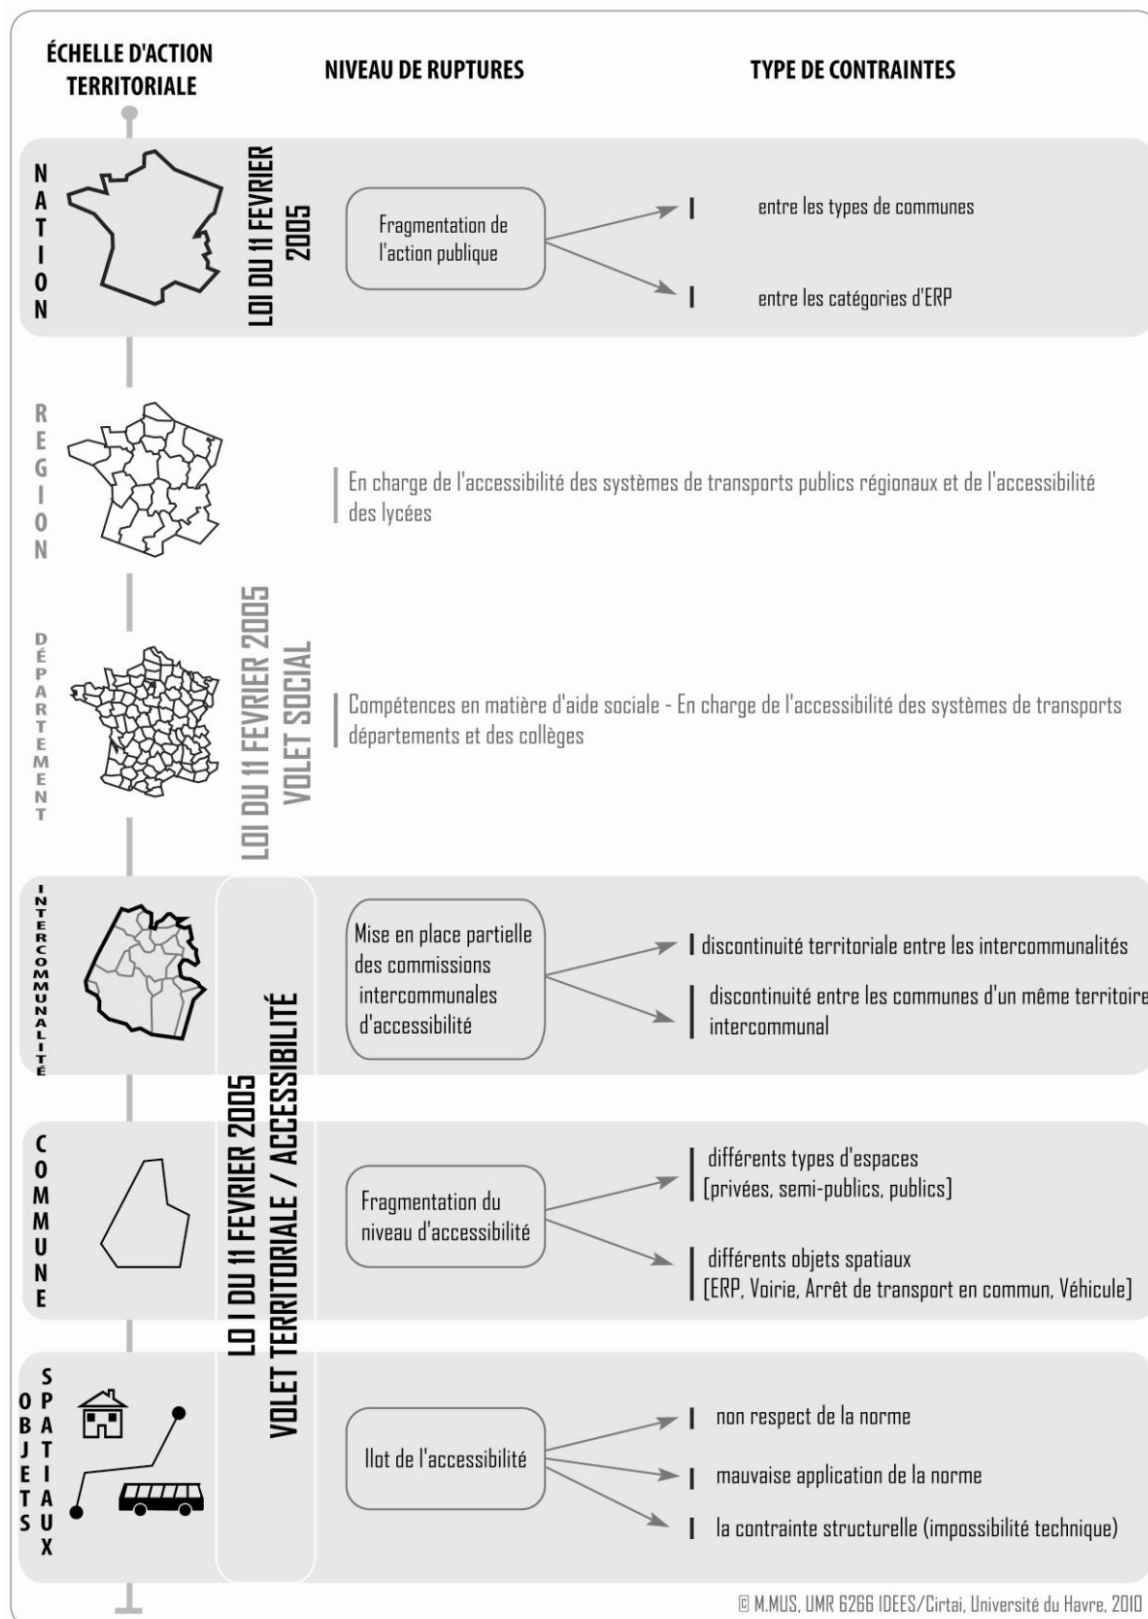 ÉCHELLE D'ACTION
TERRITORIALE
NIVEAU DE RUPTURES
TYPE DE CONTRAINTES
NATION
LOI DU 11 FEVRIER
2005
Fragmentation de
l'action publique
entre les types de communes
entre les catégories d'ERP
REGION
En charge de l'accessibilité des systèmes de transports publics régionaux et de l'accessibilité
des lycées
DÉPARTEMENT
LOI DU 11 FEVRIER 2005
VOLET SOCIAL
Compétences en matière d'aide sociale - En charge de l'accessibilité des systèmes de transports
départements et des collèges
INTERCOMMUNALITÉ
Mise en place partielle
des commissions
intercommunales
d'accessibilité
discontinuité territoriale entre les intercommunalités
discontinuité entre les communes d'un même territoire
intercommunal
LO I DU 11 FEVRIER 2005
VOLET TERRITORIALE / ACCESSIBILITÉ
COMMUNE
Fragmentation du
niveau d'accessibilité
différents types d'espaces
[privées, semi-publics, publics]
différents objets spatiaux
[ERP, Voirie, Arrêt de transport en commun, Véhicule]
OBJETS
SPATIAUX
Ilot de l'accessibilité
non respect de la norme
mauvaise application de la norme
la contrainte structurelle (impossibilité technique)
© M.MUS, UMR 6266 IDEES/Cirtai, Université du Havre, 2010